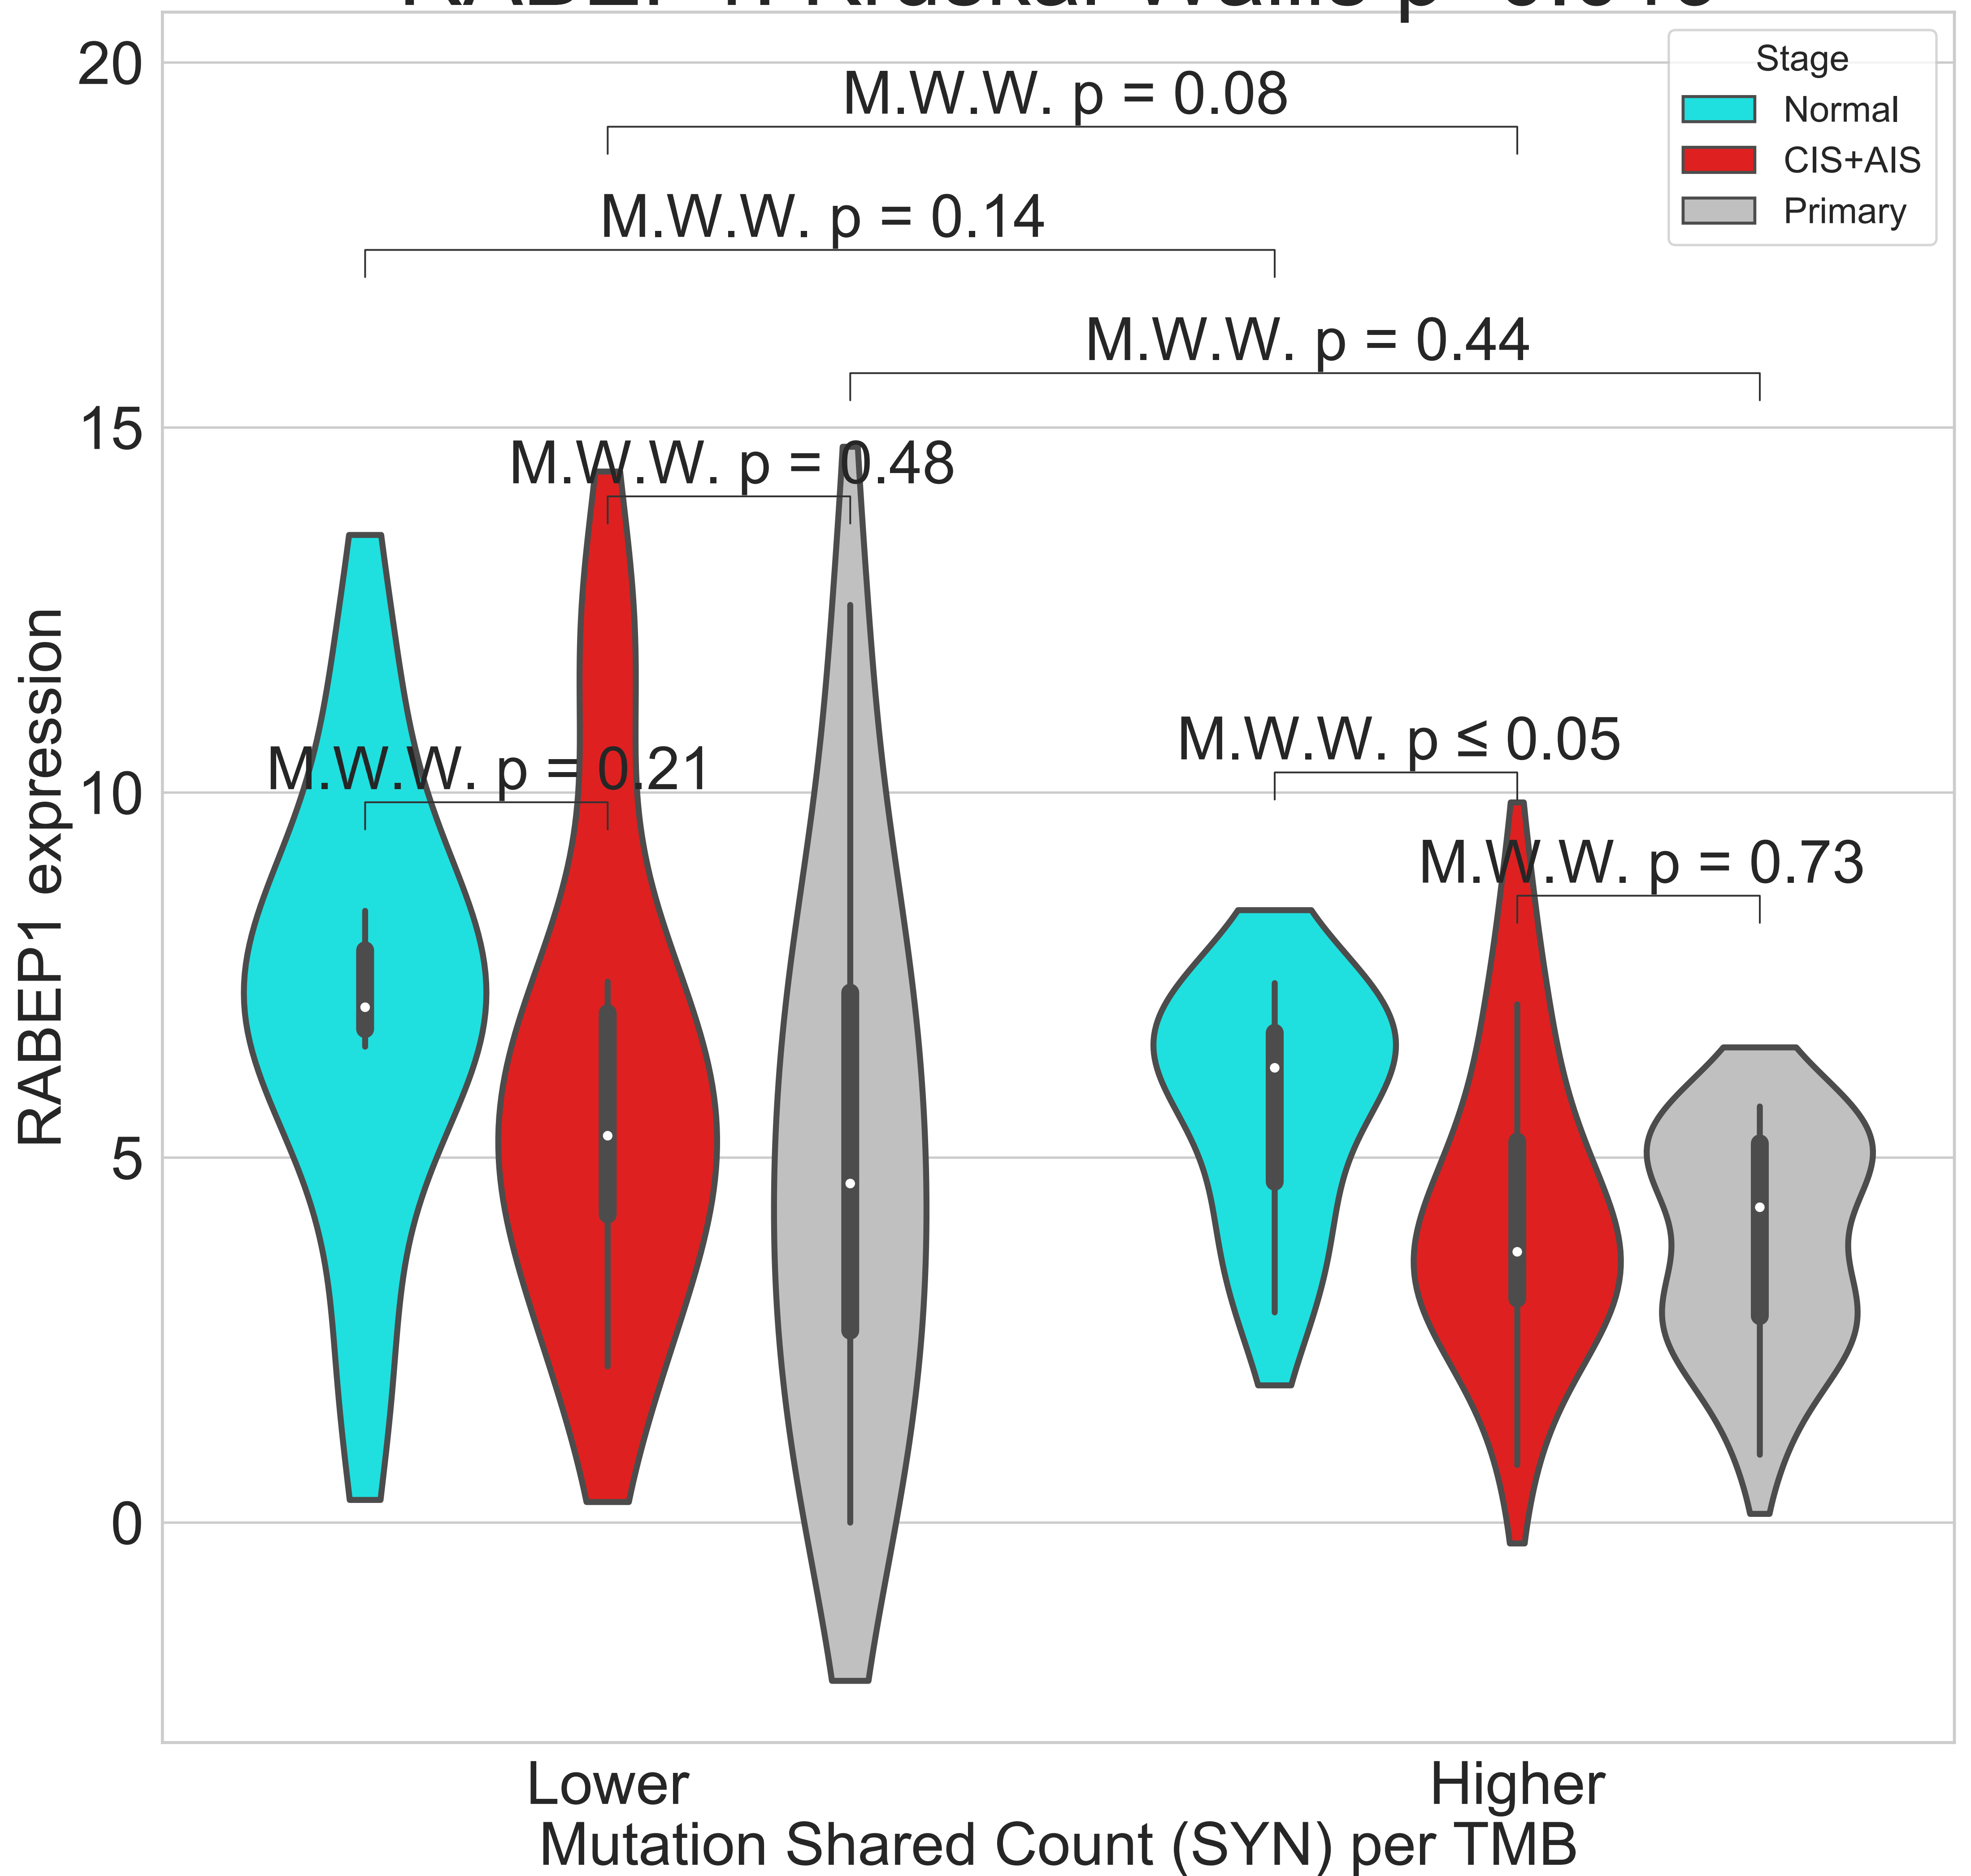 20
15
10
5
0
RABEP1 expression
M.W.W. p = 0.08
M.W.W. p = 0.14
M.W.W. p = 0.44
M.W.W. p = 0.48
M.W.W. p = 0.21
M.W.W. p ≤ 0.05
M.W.W. p = 0.73
Stage
Normal
CIS+AIS
Primary
Lower
Higher
Mutation Shared Count (SYN) per TMB